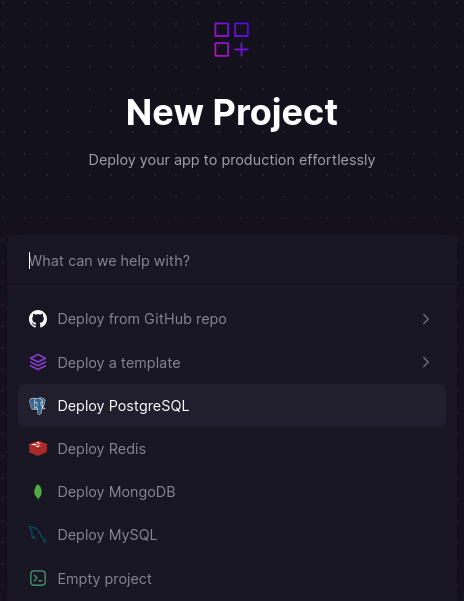 New Project
Deploy your app to production effortlessly
What can we help with?
Deploy from GitHub repo
Deploy a template
Deploy PostgreSQL
Deploy Redis
Deploy MongoDB
Deploy MySQL
Empty project